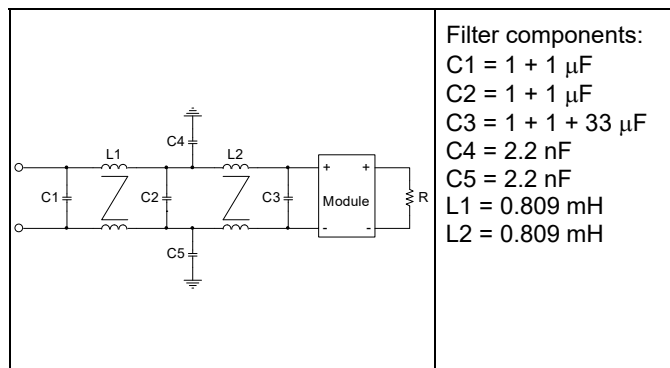 C4
L1
L2
C1
C2
C3
+ +
Module
- -
R
C5
Filter components:
C1 = 1 + 1 μF
C2 = 1 + 1 μF
C3 = 1 + 1 + 33 μF
C4 = 2.2 nF
C5 = 2.2 nF
L1 = 0.809 mH
L2 = 0.809 mH